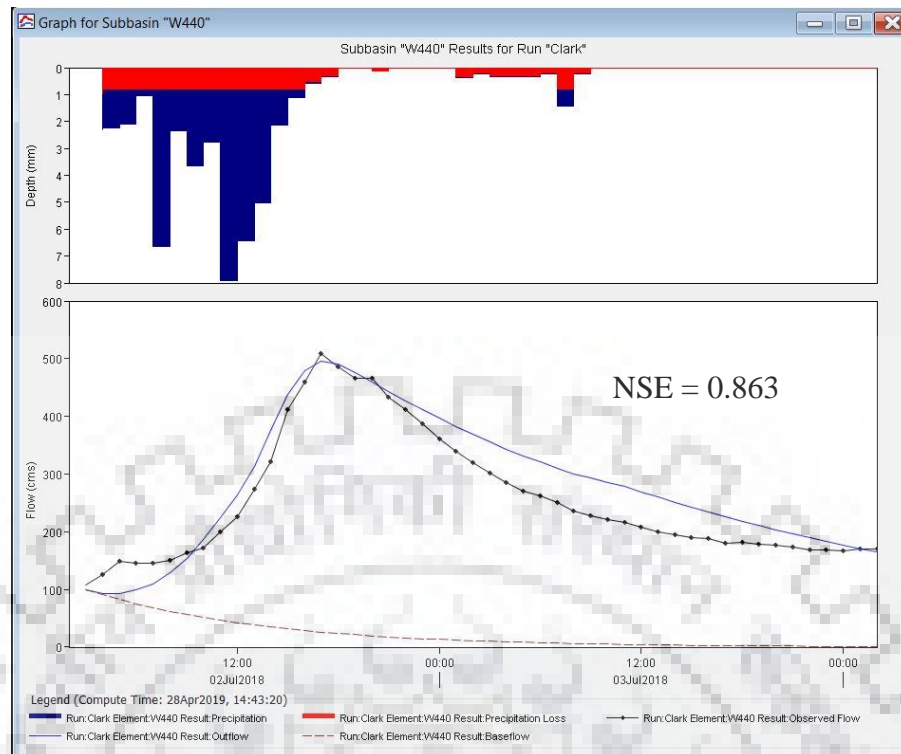 Graph for Subbasin "W440"
Subbasin "W440" Results for Run "Clark"
0
1
2
3
4
5
6
7
8
Depth (mm)
600
500
400
300
200
100
0
Flow (cms)
NSE = 0.863
12:00 00:00 12:00 00:00
02Jul2018 03Jul2018
Legend (Compute Time: 28Apr2019, 14:43:20)
Run:Clark Element:W440 Result:Precipitation Run:Clark Element:W440 Result:Precipitation Loss Run:Clark Element:W440 Result:Observed Flow
Run:Clark Element:W440 Result:Outflow Run:Clark Element:W440 Result:Baseflow